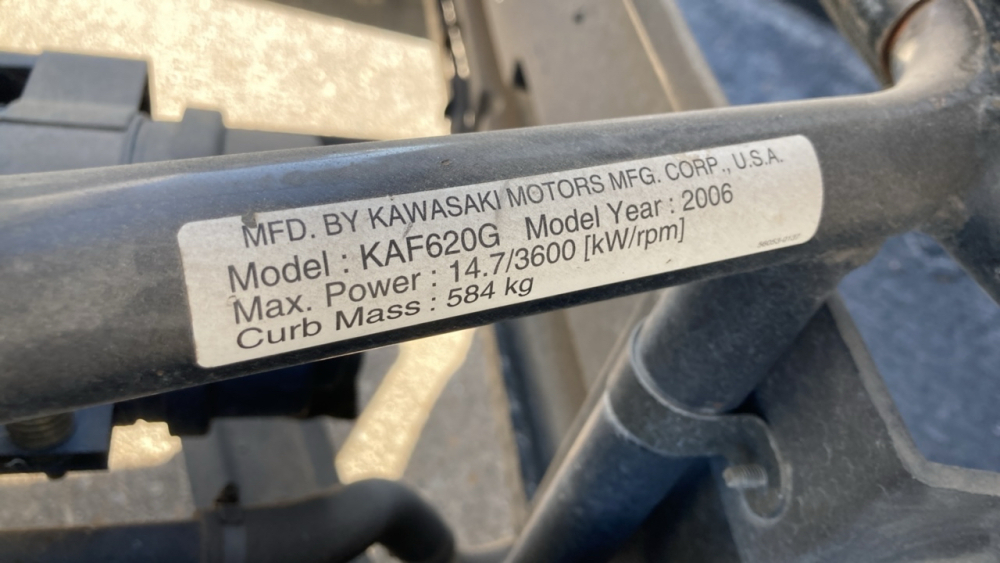 MFD. BY KAWASAKI MOTORS MFG. CORP., U.S.A.
Model : KAF620G Model Year : 2006
Max. Power : 14.7/3600 [kW/rpm]
Curb Mass : 584 kg